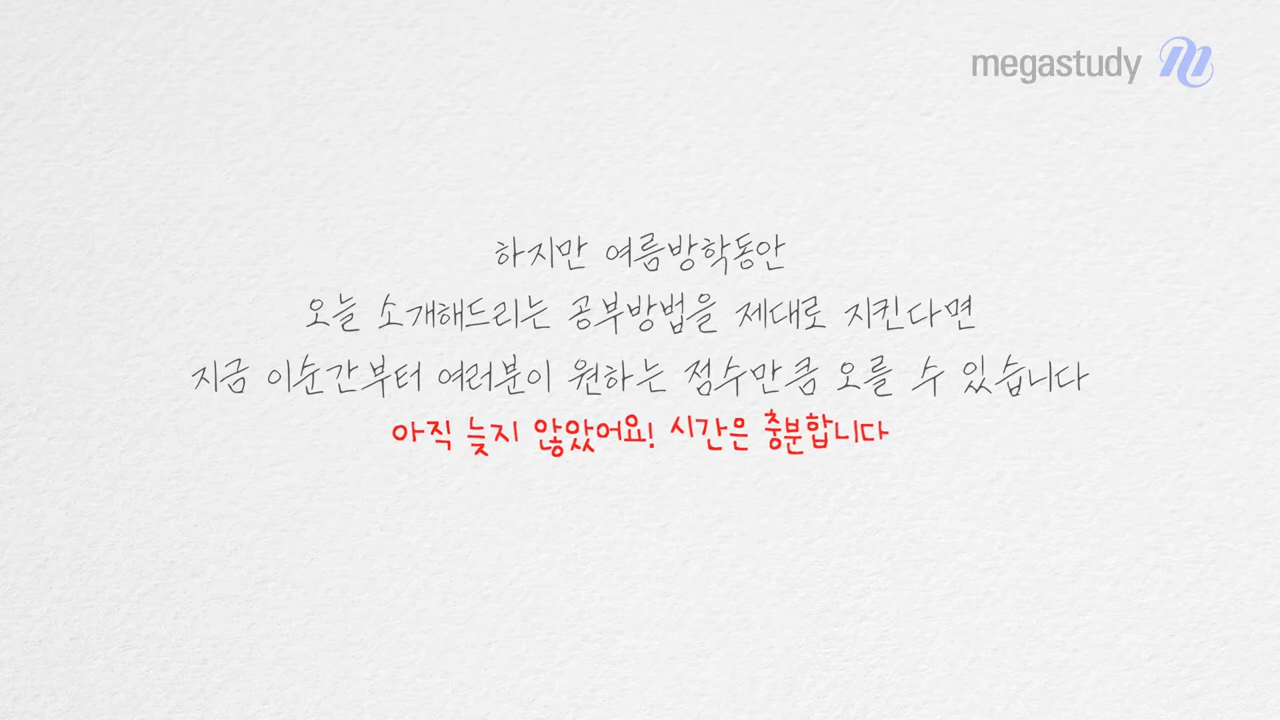 megastudy
하지만 여름방학동안
오늘 소개해드리는 공부방법을 제대로 지킨다면
지금 이순간부터 여러분이 원하는 점수만큼 오를 수 있습니다
아직 늦지 않았어요! 시간은 충분합니다